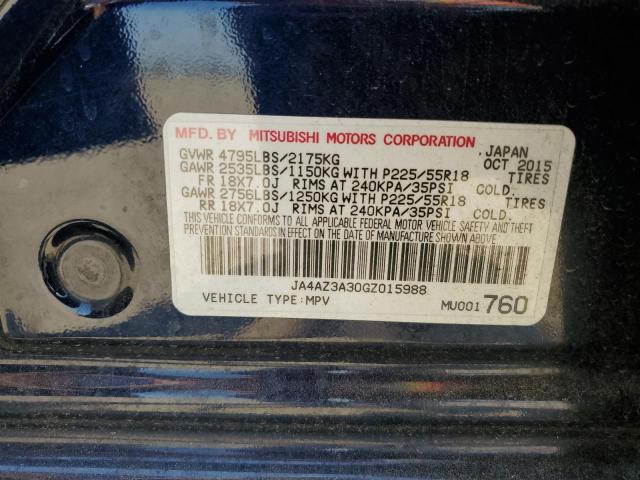 MFD. BY MITSUBISHI MOTORS CORPORATION
JAPAN
GVWR 4795LBS/2175KG OCT 2015
GAWR 2535LBS/1150KG WITH P225/55R18 TIRES
FR 18X7.0J RIMS AT 240KPA/35PSI COLD.
GAWR 2756LBS/1250KG WITH P225/55R18 TIRES
RR 18X7.0J RIMS AT 240KPA/35PSI COLD.
THIS VEHICLE CONFORMS TO ALL APPLICABLE FEDERAL MOTOR VEHICLE SAFETY AND THEFT
PREVENTION STANDARDS IN EFFECT ON THE DATE OF MANUFACTURE SHOWN ABOVE.
JA4AZ3A30GZ015988
VEHICLE TYPE:MPV MU001 760